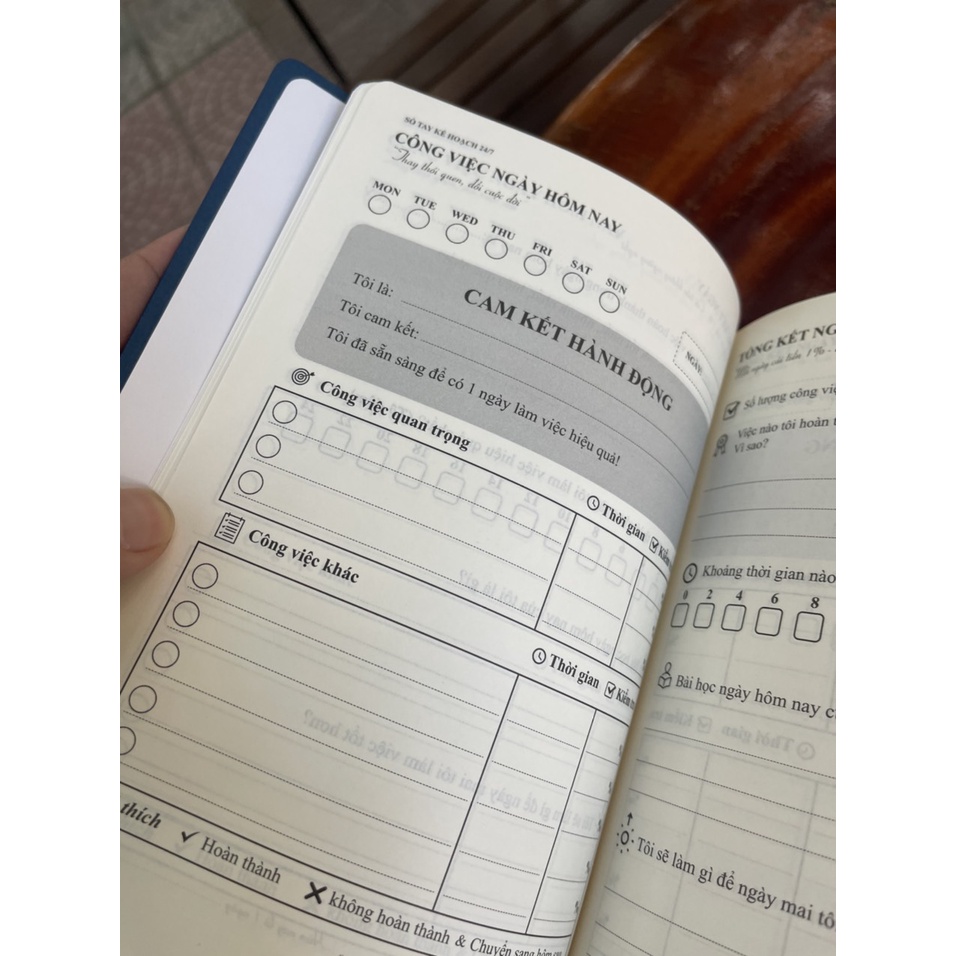 SỔ TAY KẾ HOẠCH 24/7
CÔNG VIỆC NGÀY HÔM NAY
"Thay thói quen, đổi cuộc đời"
MON TUE WED THU FRI SAT SUN
CAM KẾT HÀNH ĐỘNG
NGÀY:
Tôi là:
Tôi cam kết:
Tôi đã sẵn sàng để có 1 ngày làm việc hiệu quả!
Công việc quan trọng
Thời gian
Công việc khác
Thời gian
thích
Hoàn thành
không hoàn thành & Chuyển sang hôm
TỔNG KẾT
Mỗi ngày cải tiến 1%
Số lượng công
Việc nào tôi hoàn
Vì sao?
Khoảng thời gian nào
0 2 4 6 8
Bài học ngày hôm nay
Tôi sẽ làm gì để ngày mai